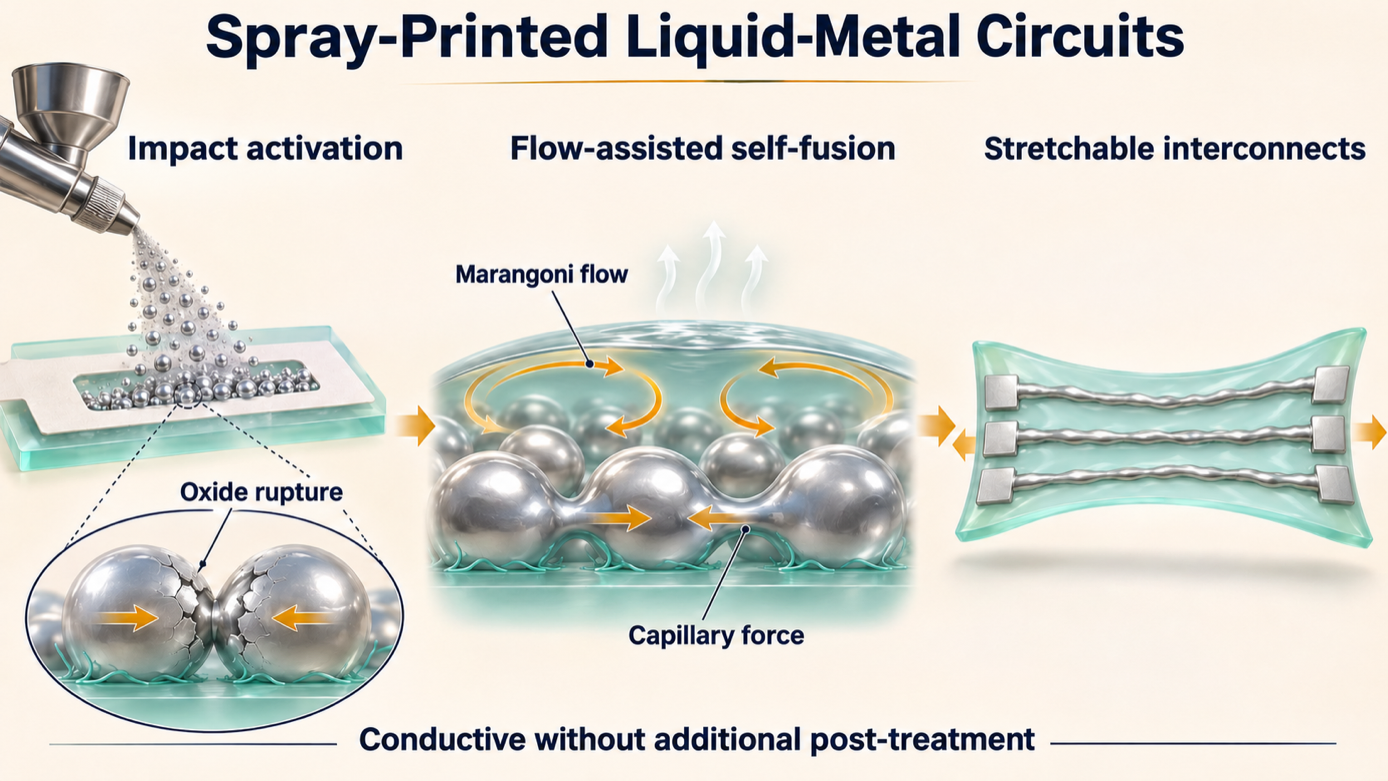 Spray-Printed Liquid-Metal Circuits
Impact activation
Flow-assisted self-fusion
Stretchable interconnects
Marangoni flow
Oxide rupture
Capillary force
Conductive without additional post-treatment